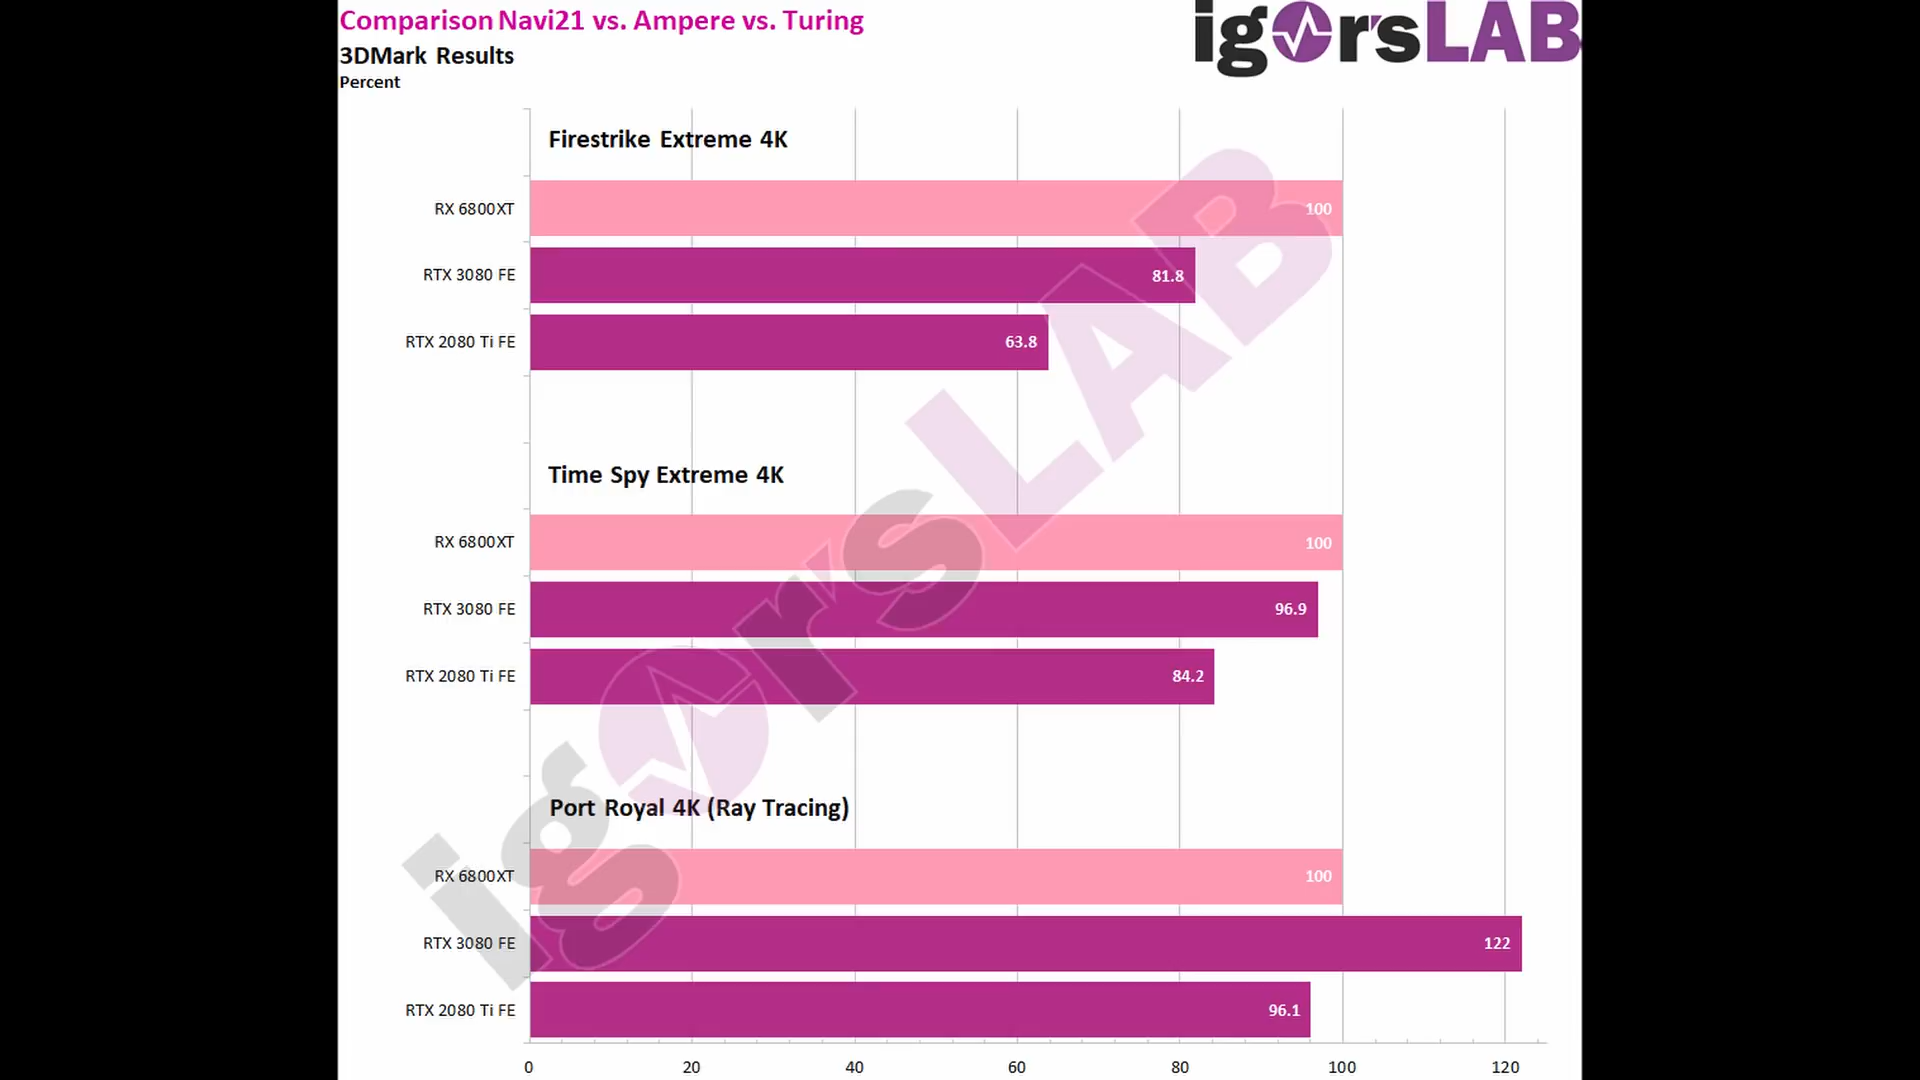 Comparison Navi21 vs. Ampere vs. Turing
igorsLAB
3DMark Results
Percent
Firestrike Extreme 4K
RX 6800XT 100
RTX 3080 FE 81.8
RTX 2080 Ti FE 63.8
Time Spy Extreme 4K
RX 6800XT 100
RTX 3080 FE 96.9
RTX 2080 Ti FE 84.2
Port Royal 4K (Ray Tracing)
RX 6800XT 100
RTX 3080 FE 122
RTX 2080 Ti FE 96.1
0 20 40 60 80 100 120
igor'sLAB